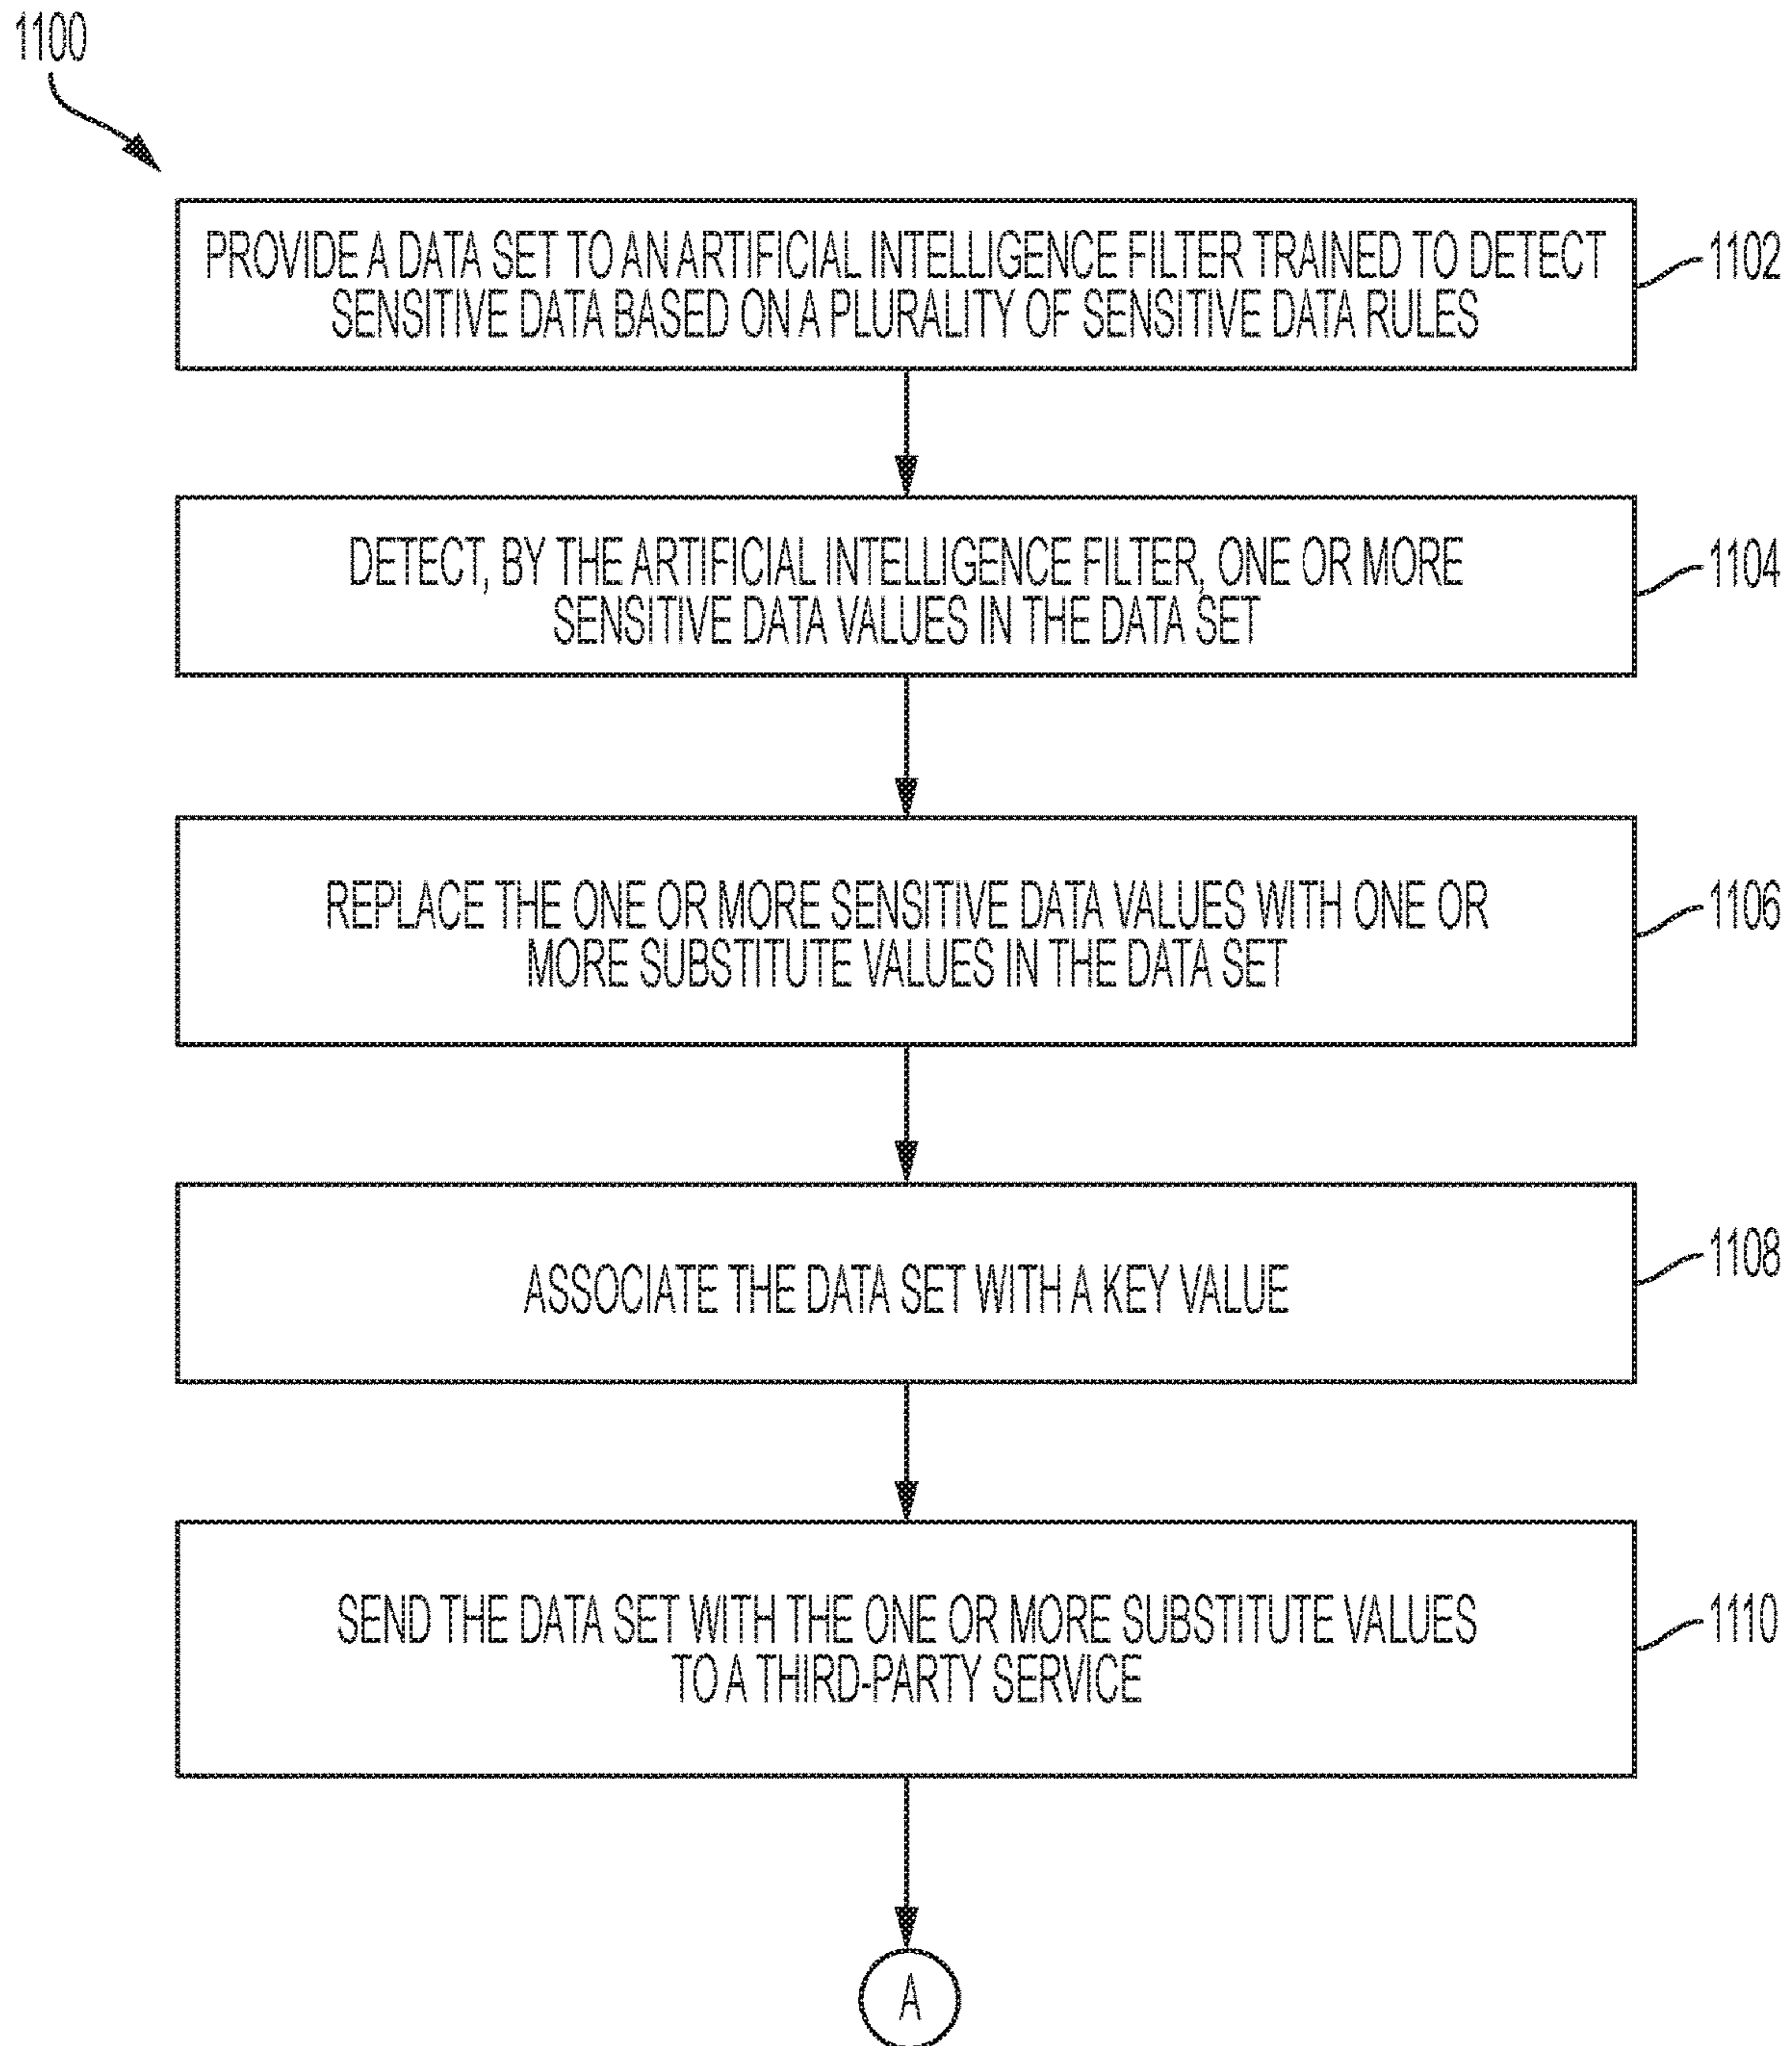 1100
PROVIDE A DATA SET TO AN ARTIFICIAL INTELLIGENCE FILTER TRAINED TO DETECT
SENSITIVE DATA BASED ON A PLURALITY OF SENSITIVE DATA RULES
1102
DETECT, BY THE ARTIFICIAL INTELLIGENCE FILTER, ONE OR MORE
SENSITIVE DATA VALUES IN THE DATA SET
1104
REPLACE THE ONE OR MORE SENSITIVE DATA VALUES WITH ONE OR
MORE SUBSTITUTE VALUES IN THE DATA SET
1106
ASSOCIATE THE DATA SET WITH A KEY VALUE
1108
SEND THE DATA SET WITH THE ONE OR MORE SUBSTITUTE VALUES
TO A THIRD-PARTY SERVICE
1110
A